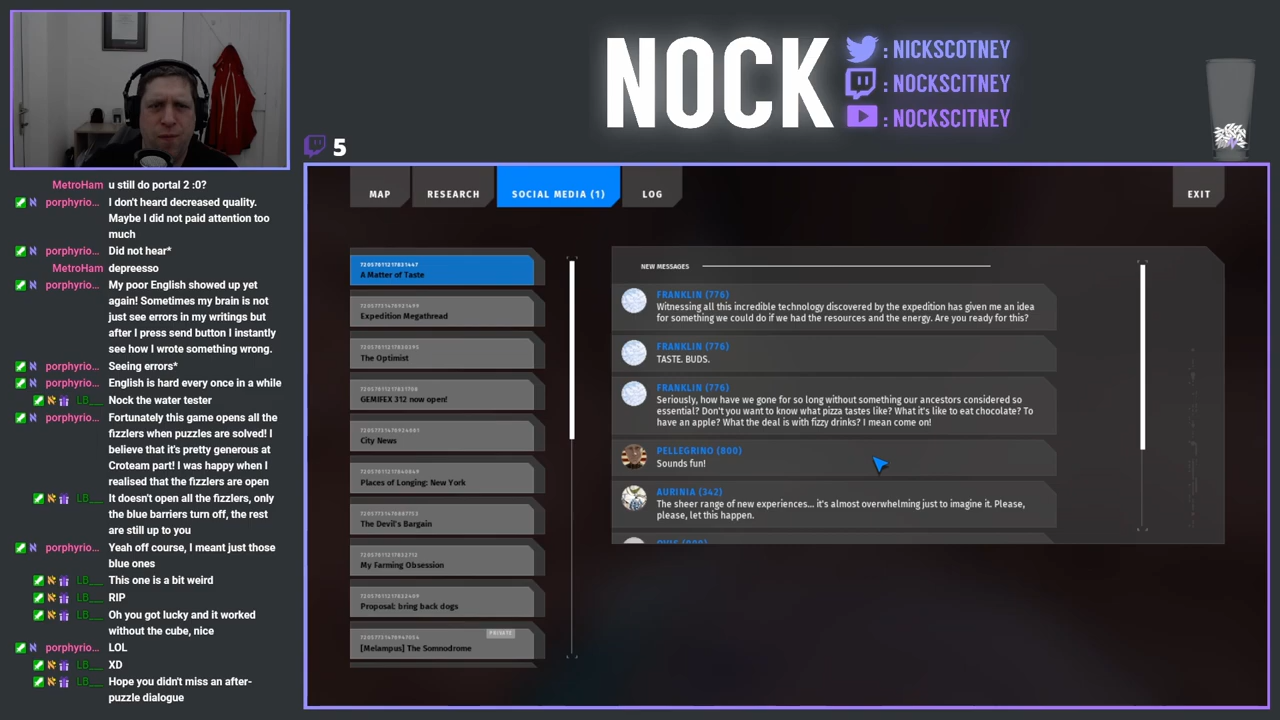 NOCK
: NICKSCOTNEY
: NOCKSCITNEY
: NOCKSCITNEY
5
MetroHam u still do portal 2 :0?
porphyrio... I don't heard decreased quality.
Maybe I did not paid attention too
much
porphyrio... Did not hear*
MetroHam depreesso
porphyrio... My poor English showed up yet
again! Sometimes my brain is not
just see errors in my writings but
after I press send button I instantly
see how I wrote something wrong.
porphyrio... Seeing errors*
porphyrio... English is hard every once in a while
LB__ Nock the water tester
porphyrio... Fortunately this game opens all the
fizzlers when puzzles are solved! I
believe that it's pretty generous at
Croteam part! I was happy when I
realised that the fizzlers are open
LB__ It doesn't open all the fizzlers, only
the blue barriers turn off, the rest
are still up to you
porphyrio... Yeah off course, I meant just those
blue ones
LB__ This one is a bit weird
LB__ RIP
LB__ Oh you got lucky and it worked
without the cube, nice
porphyrio... LOL
LB__ XD
LB__ Hope you didn't miss an after-
puzzle dialogue
MAP
RESEARCH
SOCIAL MEDIA (1)
LOG
EXIT
A Matter of Taste
Expedition Megathread
The Optimist
GEMIFEX 312 now open!
City News
Places of Longing: New York
The Devil's Bargain
My Farming Obsession
Proposal: bring back dogs
PRIVATE
[Melampus] The Somnodrome
NEW MESSAGES
FRANKLIN (776)
Witnessing all this incredible technology discovered by the expedition has given me an idea
for something we could do if we had the resources and the energy. Are you ready for this?
FRANKLIN (776)
TASTE. BUDS.
FRANKLIN (776)
Seriously, how have we gone for so long without something our ancestors considered so
essential? Don't you want to know what pizza tastes like? What it's like to eat chocolate? To
have an apple? What the deal is with fizzy drinks? I mean come on!
PELLEGRINO (800)
Sounds fun!
AURINIA (342)
The sheer range of new experiences... it's almost overwhelming just to imagine it. Please,
please, let this happen.